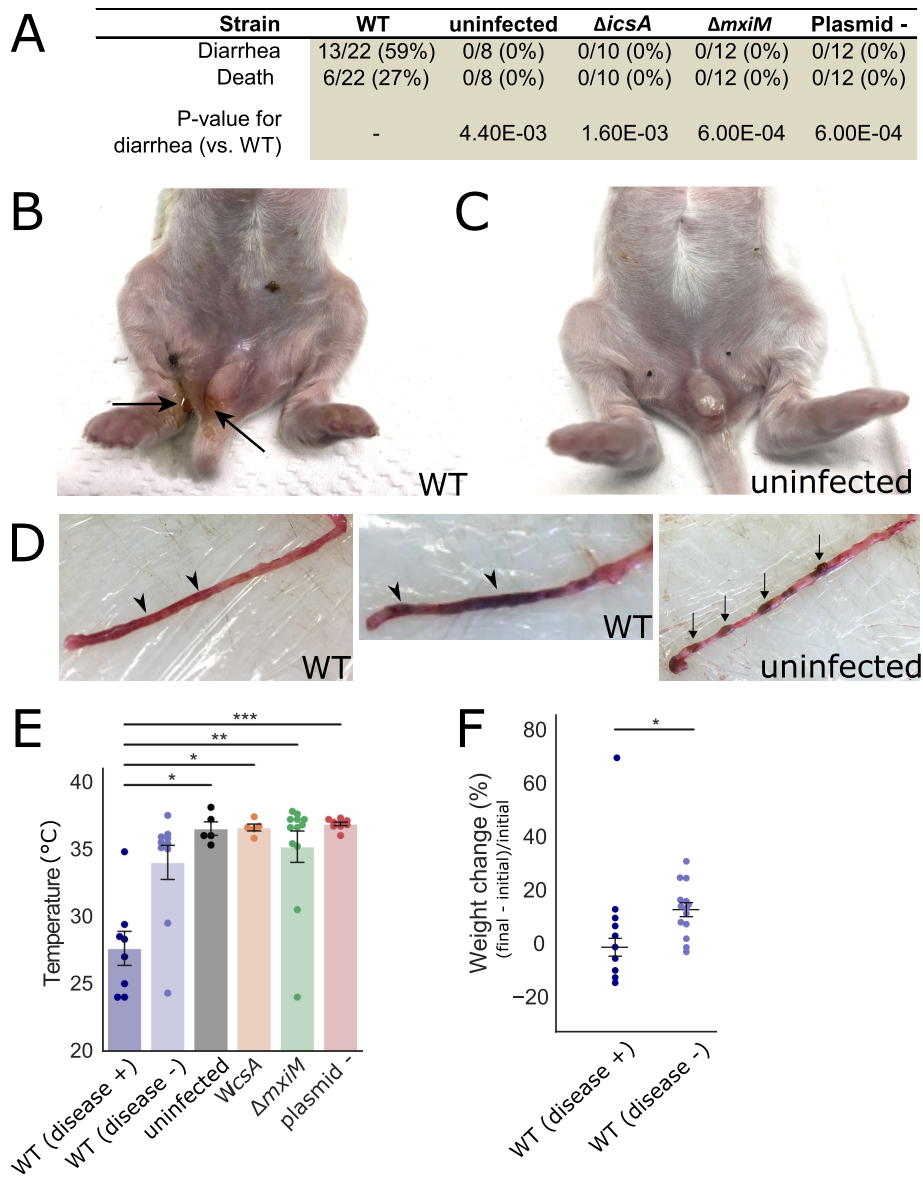 A
Strain WT uninfected ΔicsA ΔmxiM Plasmid -
Diarrhea 13/22 (59%) 0/8 (0%) 0/10 (0%) 0/12 (0%) 0/12 (0%)
Death 6/22 (27%) 0/8 (0%) 0/10 (0%) 0/12 (0%) 0/12 (0%)
P-value for
diarrhea (vs. WT) - 4.40E-03 1.60E-03 6.00E-04 6.00E-04
B
WT
C
uninfected
D
WT
WT
uninfected
E
***
**
*
*
Temperature (°C)
40
35
30
25
20
WT (disease +)
WT (disease -)
uninfected
WicsA
ΔmxiM
plasmid -
F
*
Weight change (%)
(final - initial)/initial
80
60
40
20
0
−20
WT (disease +)
WT (disease -)